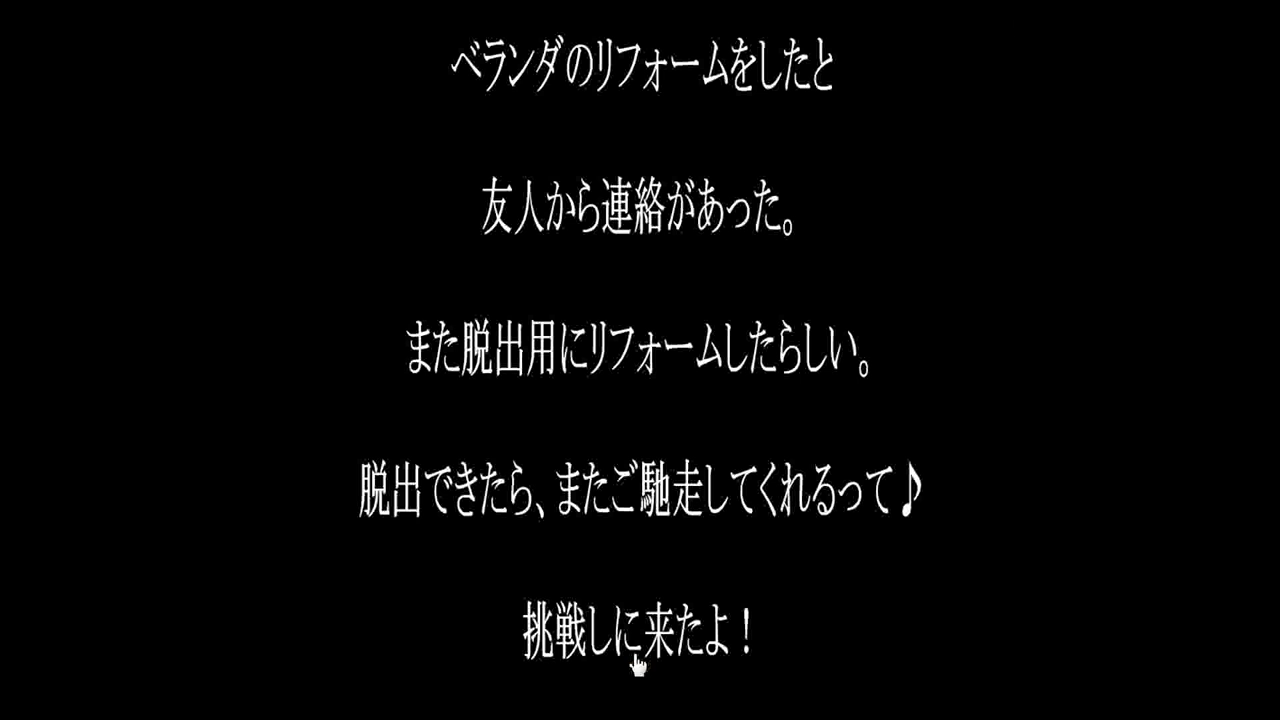 ベランダのリフォームをしたと
友人から連絡があった。
また脱出用にリフォームしたらしい。
脱出できたら、またご馳走してくれるって♪
挑戦しに来たよ！